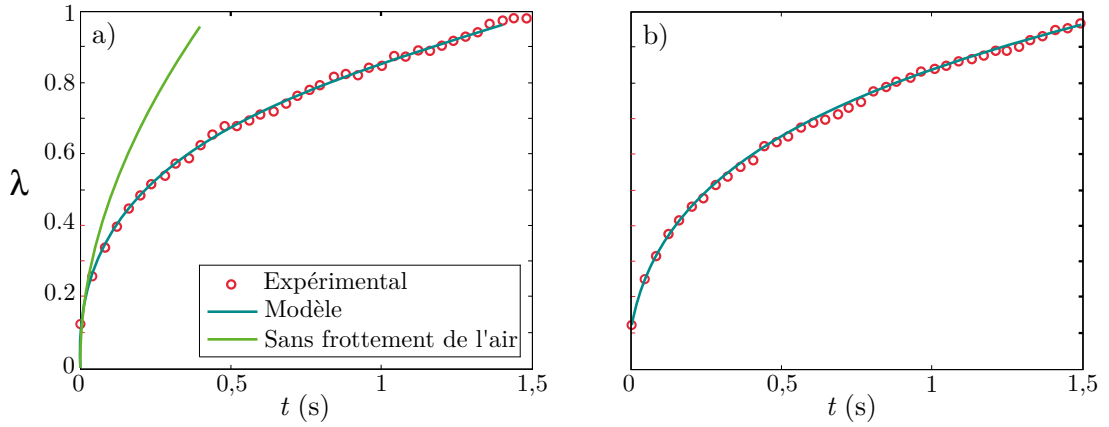 1
a)
b)
0.8
0.6
λ
0.4
Expérimental
0.2
Modèle
Sans frottement de l'air
0
0
0,5
1
1,5
0
0,5
1
1,5
t (s)
t (s)